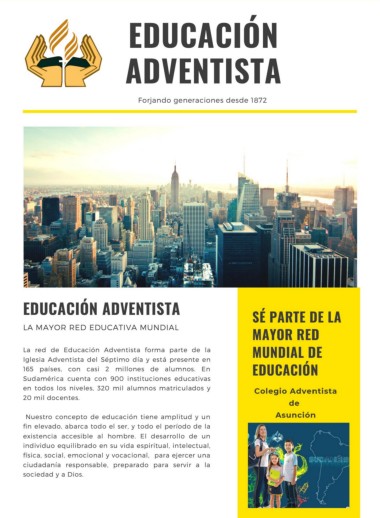 EDUCACIÓN
ADVENTISTA
Forjando generaciones desde 1872
EDUCACIÓN ADVENTISTA
LA MAYOR RED EDUCATIVA MUNDIAL
La red de Educación Adventista forma parte de la
Iglesia Adventista del Séptimo día y está presente en
165 países, con casi 2 millones de alumnos. En
Sudamérica cuenta con 900 instituciones educativas
en todos los niveles, 320 mil alumnos matriculados y
20 mil docentes.
Nuestro concepto de educación tiene amplitud y un
fin elevado, abarca todo el ser, y todo el período de la
existencia accesible al hombre. El desarrollo de un
individuo equilibrado en su vida espiritual, intelectual,
física, social, emocional y vocacional, para ejercer una
ciudadanía responsable, preparado para servir a la
sociedad y a Dios.
SÉ PARTE DE LA
MAYOR RED
MUNDIAL DE
EDUCACIÓN
Colegio Adventista
de
Asunción